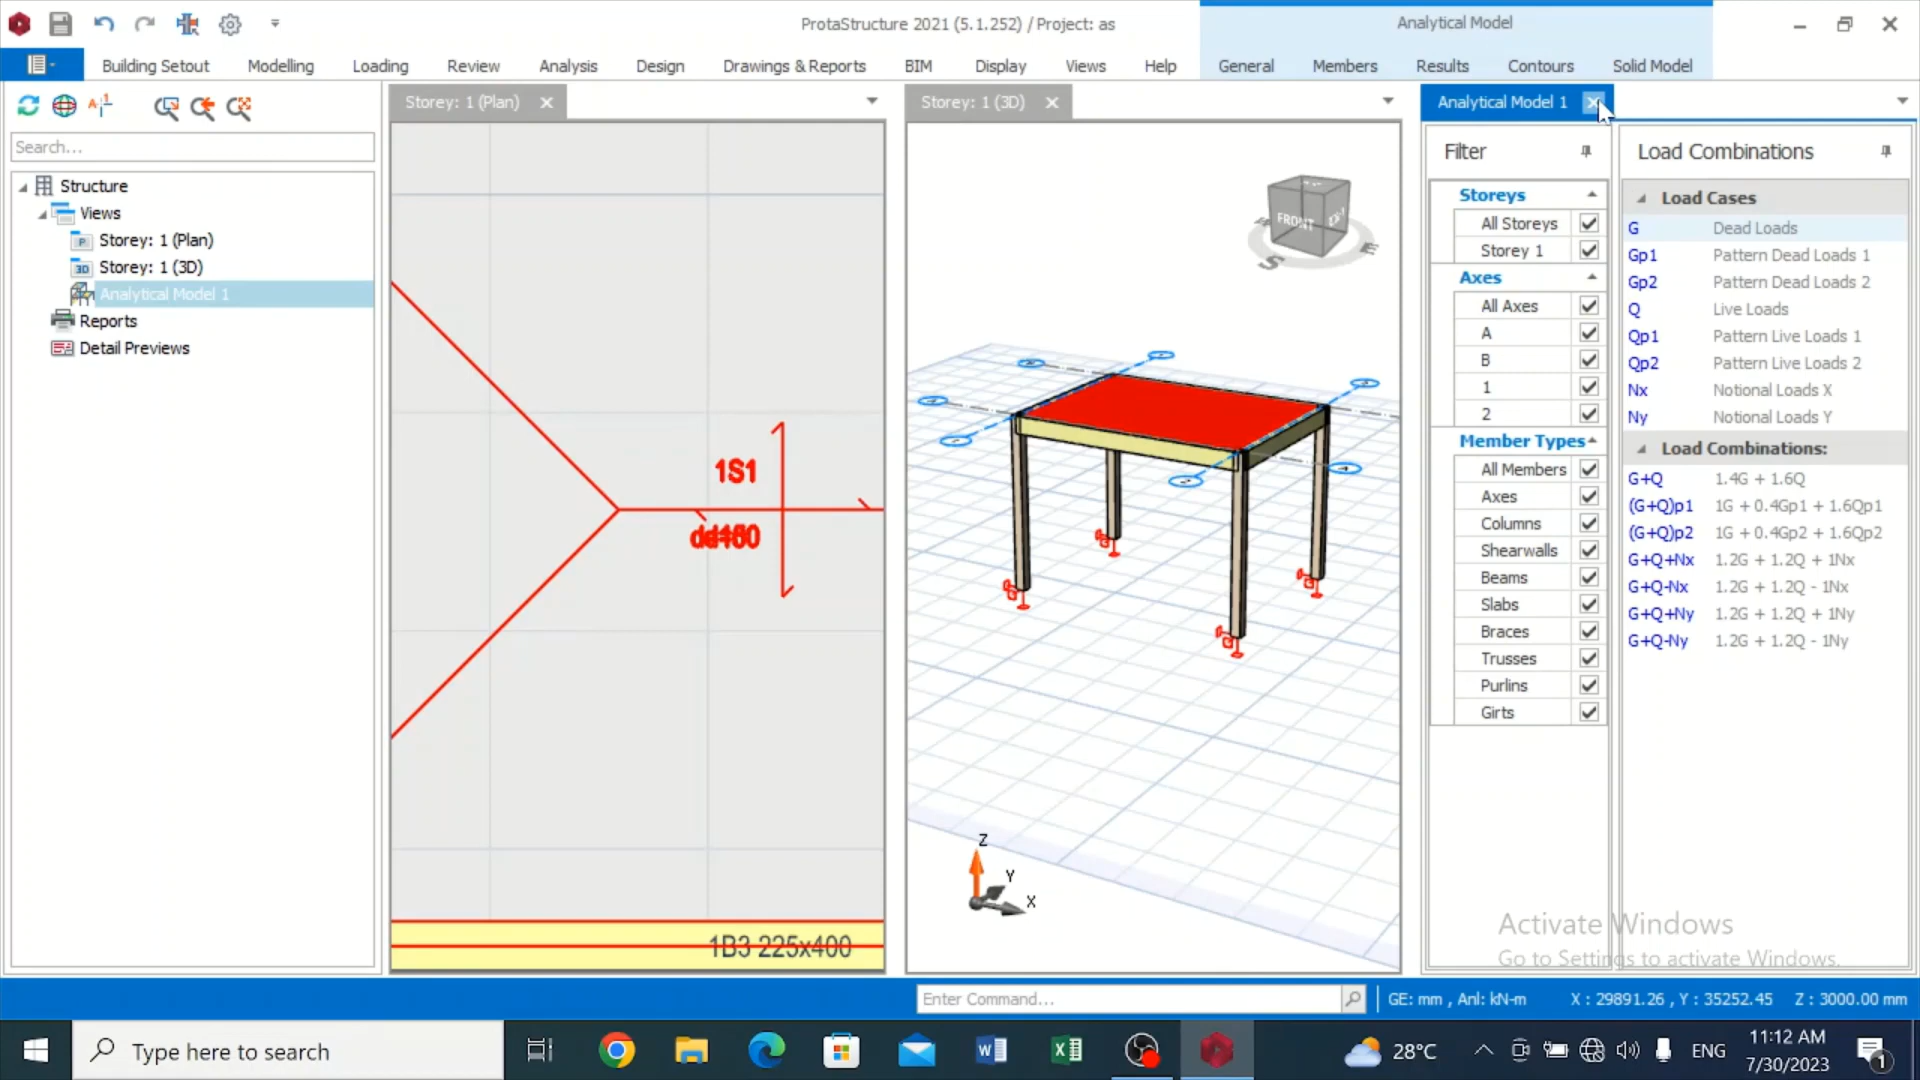 ProtaStructure 2021 (5.1.252) / Project: as
Analytical Model
Building Setout Modelling Loading Review Analysis Design Drawings & Reports BIM Display Views Help General Members Results Contours Solid Model
Search...
Structure
Views
Storey: 1 (Plan)
Storey: 1 (3D)
Analytical Model 1
Reports
Detail Previews
Storey: 1 (Plan)
1S1
1B3 225x400
Storey: 1 (3D)
FRONT
S
E
Z
Y
X
Analytical Model 1
Filter
Storeys
All Storeys
Storey 1
Axes
All Axes
A
B
1
2
Member Types
All Members
Axes
Columns
Shearwalls
Beams
Slabs
Braces
Trusses
Purlins
Girts
Load Combinations
Load Cases
G Dead Loads
Gp1 Pattern Dead Loads 1
Gp2 Pattern Dead Loads 2
Q Live Loads
Qp1 Pattern Live Loads 1
Qp2 Pattern Live Loads 2
Nx Notional Loads X
Ny Notional Loads Y
Load Combinations:
G+Q 1.4G + 1.6Q
(G+Q)p1 1G + 0.4Gp1 + 1.6Qp1
(G+Q)p2 1G + 0.4Gp2 + 1.6Qp2
G+Q+Nx 1.2G + 1.2Q + 1Nx
G+Q-Nx 1.2G + 1.2Q - 1Nx
G+Q+Ny 1.2G + 1.2Q + 1Ny
G+Q-Ny 1.2G + 1.2Q - 1Ny
Activate Windows
Go to Settings to activate Windows.
Enter Command...
GE: mm , Anl: kN-m X : 29891.26 , Y : 35252.45 Z : 3000.00 mm
Type here to search
28°C
ENG
11:12 AM
7/30/2023
1